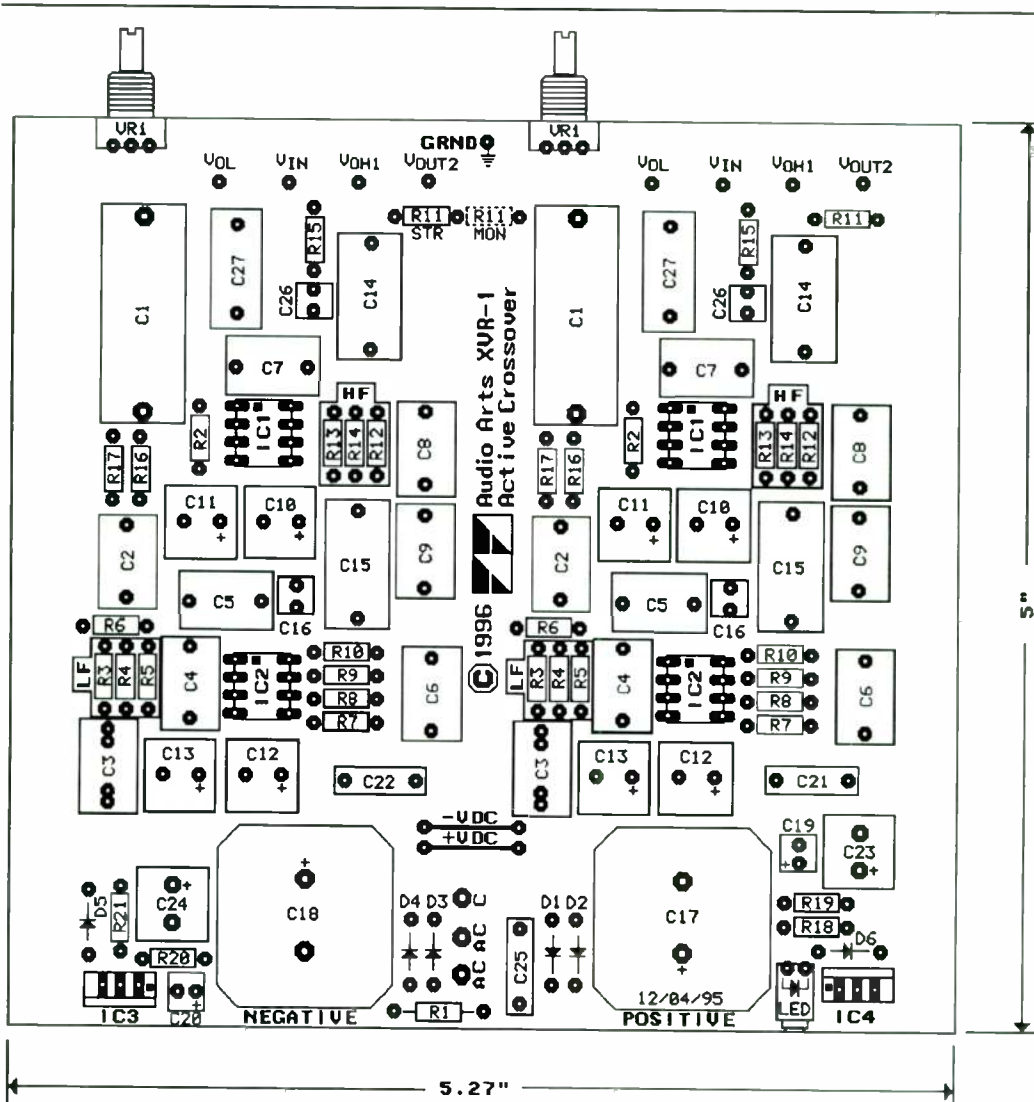 VR1
VR1
GRND
VOL VIN VOH1 VOUT2
VOL VIN VOH1 VOUT2
R11 R11
STR MON
R11
R15
R15
C1
C27
C26
C14
C1
C27
C26
C14
C7
C7
HF
HF
R2
IC1
R13
R14
R12
C8
R2
IC1
R13
R14
R12
C8
R17
R16
R17
R16
C11
C10
C11
C10
C2
C15
C9
C2
C15
C9
C5
C16
C5
C16
©1996 Audio Arts XVR-1
Active Crossover
R6
R6
LF
R3
R4
R5
C4
IC2
R10
R9
R8
R7
C6
LF
R3
R4
R5
C4
IC2
R10
R9
R8
R7
C6
C3
C13
C12
C22
C3
C13
C12
C21
-VDC
+VDC
C19
C23
D5
R21
C24
C18
D4 D3
C
AC
AC
C25
D1 D2
C17
R19
R18
D6
R20
IC3
C20
NEGATIVE
R1
12/04/95
POSITIVE
LED
IC4
5"
5.27"